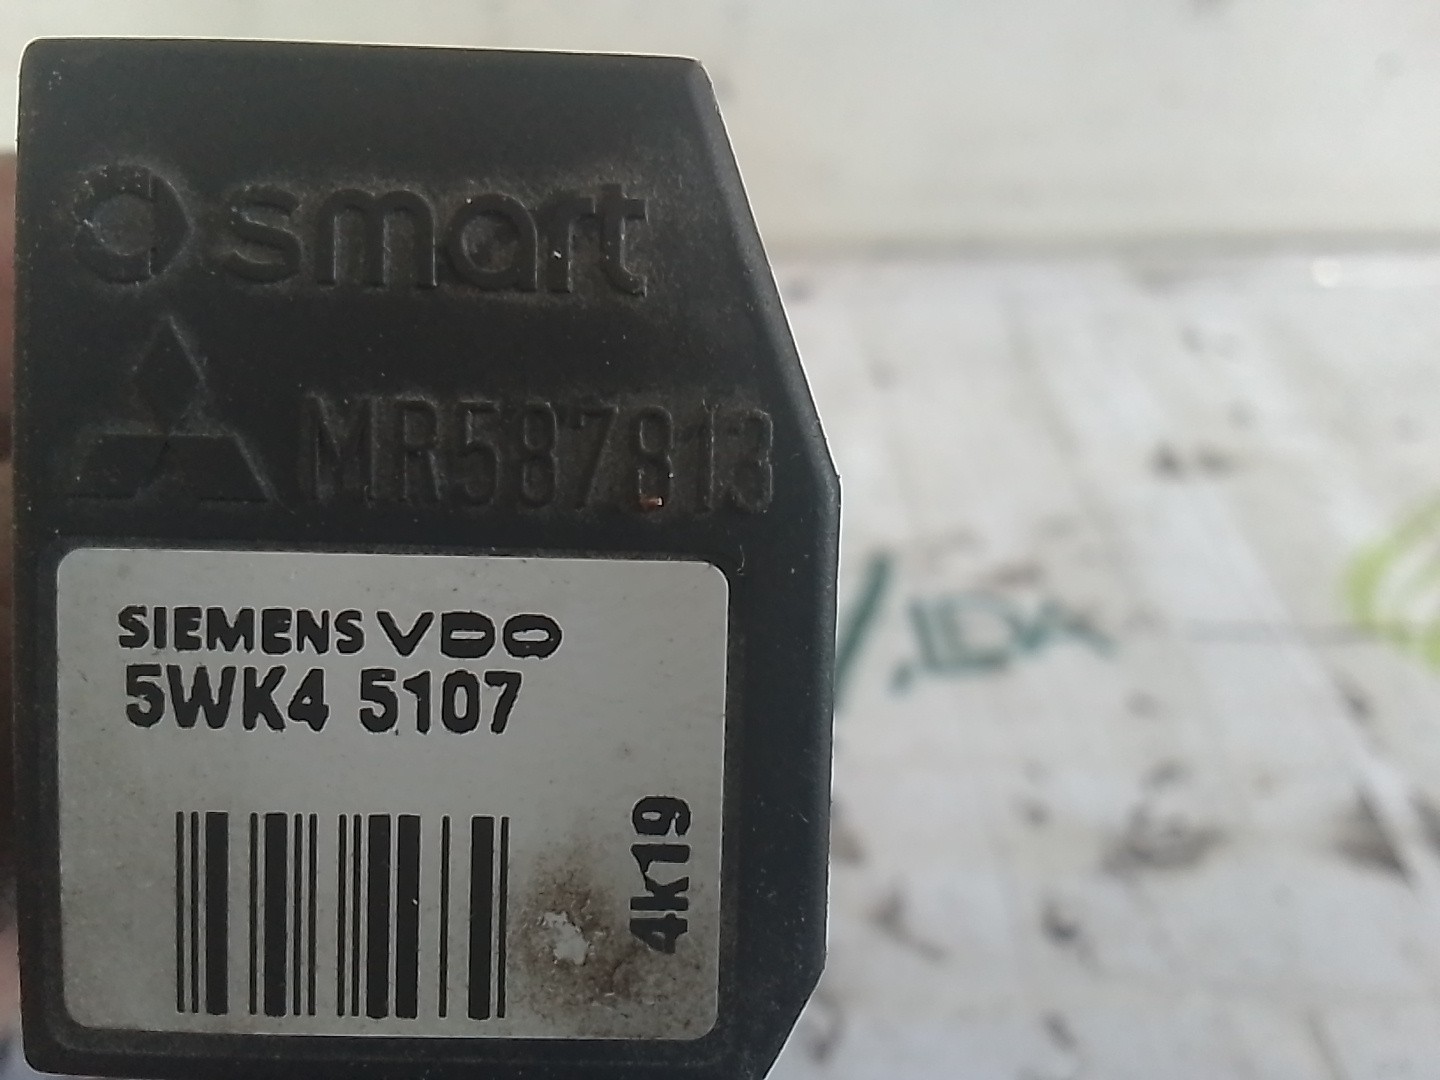 smart
MR587813
SIEMENS VDO
5WK4 5107
4k19